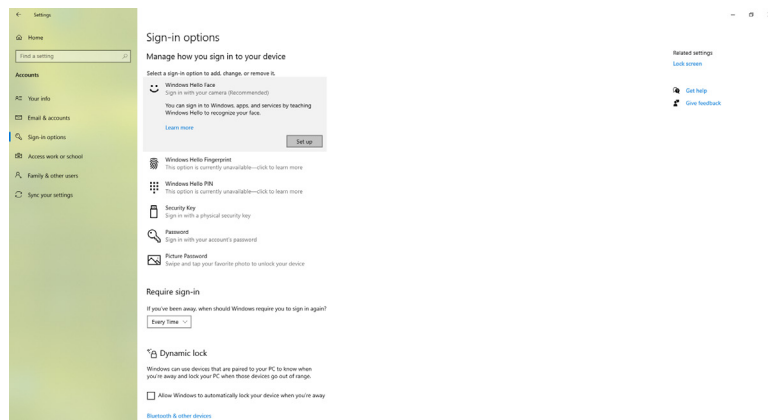 Settings
Home
Find a setting
Accounts
Your info
Email & accounts
Sign-in options
Access work or school
Family & other users
Sync your settings
Sign-in options
Manage how you sign in to your device
Select a sign-in option to add, change, or remove it.
Windows Hello Face
Sign in with your camera (Recommended)
You can sign in to Windows, apps, and services by teaching
Windows Hello to recognize your face.
Learn more
Set up
Windows Hello Fingerprint
This option is currently unavailable—click to learn more
Windows Hello PIN
This option is currently unavailable—click to learn more
Security Key
Sign in with a physical security key
Password
Sign in with your account's password
Picture Password
Swipe and tap your favorite photo to unlock your device
Require sign-in
If you've been away, when should Windows require you to sign in again?
Every Time
Dynamic lock
Windows can use devices that are paired to your PC to know when
you're away and lock your PC when those devices go out of range.
Allow Windows to automatically lock your device when you're away
Bluetooth & other devices
Related settings
Lock screen
Get help
Give feedback